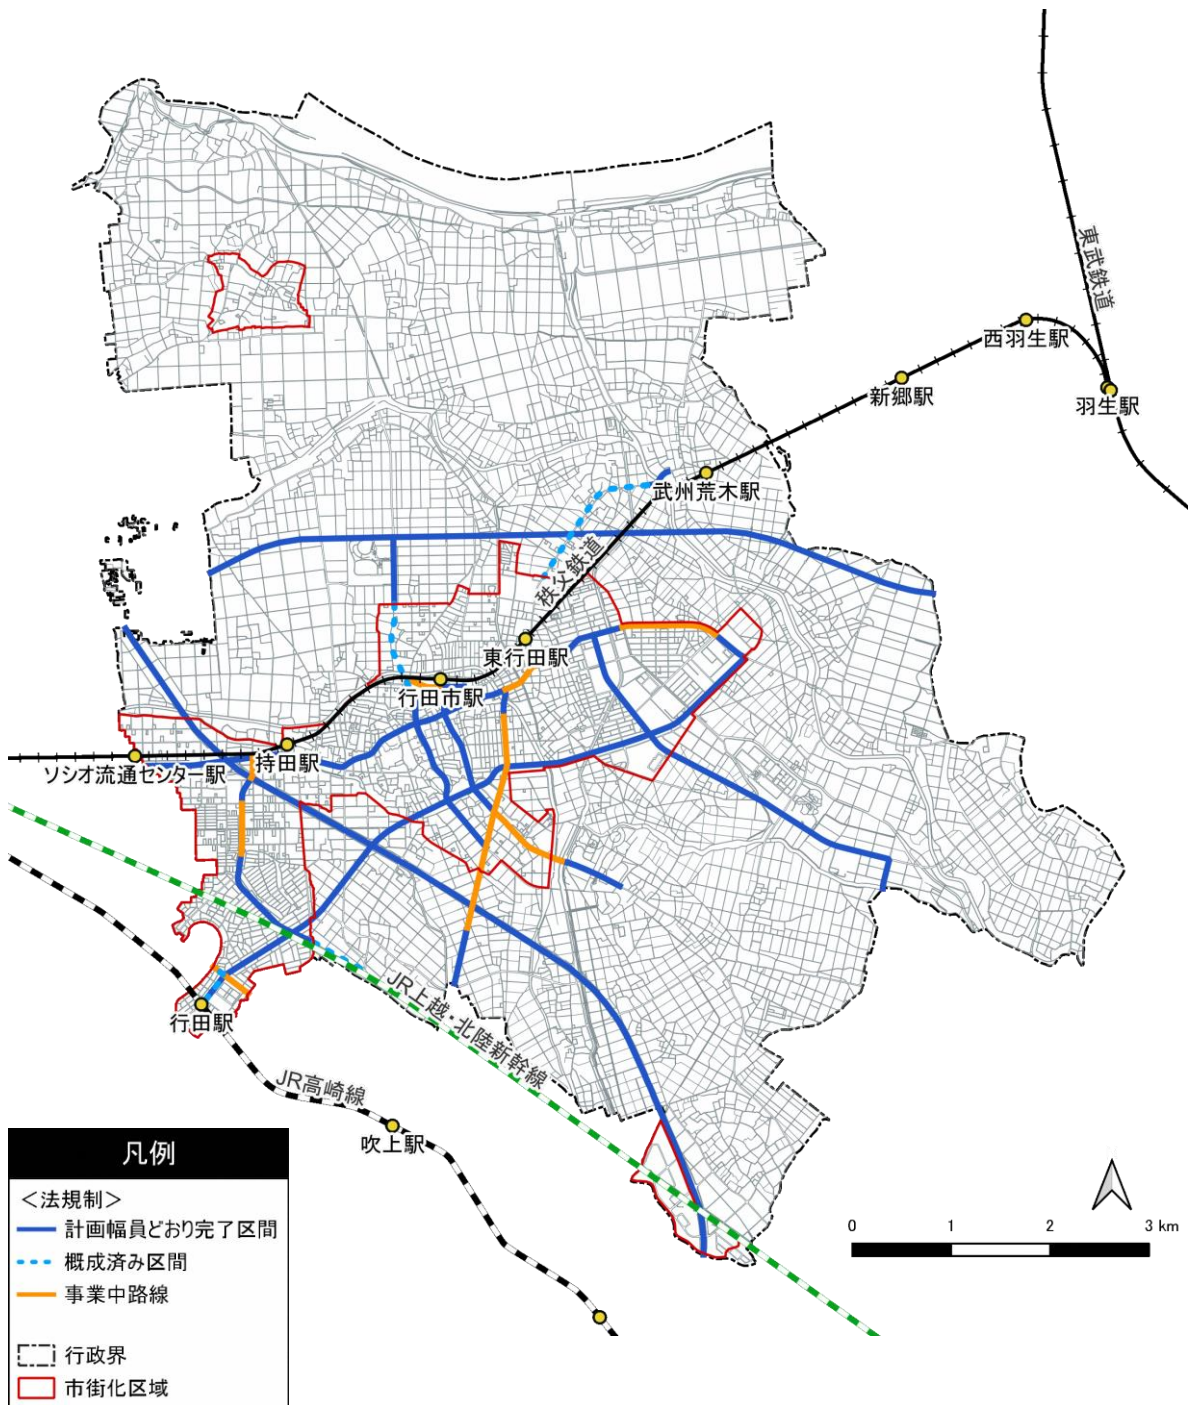 東武鉄道
西羽生駅
新郷駅
羽生駅
武州荒木駅
秩父鉄道
東行田駅
行田市駅
持田駅
ソシオ流通センター駅
行田駅
JR上越・北陸新幹線
JR高崎線
吹上駅
凡例
＜法規制＞
計画幅員どおり完了区間
概成済み区間
事業中路線
行政界
市街化区域
0 1 2 3 km